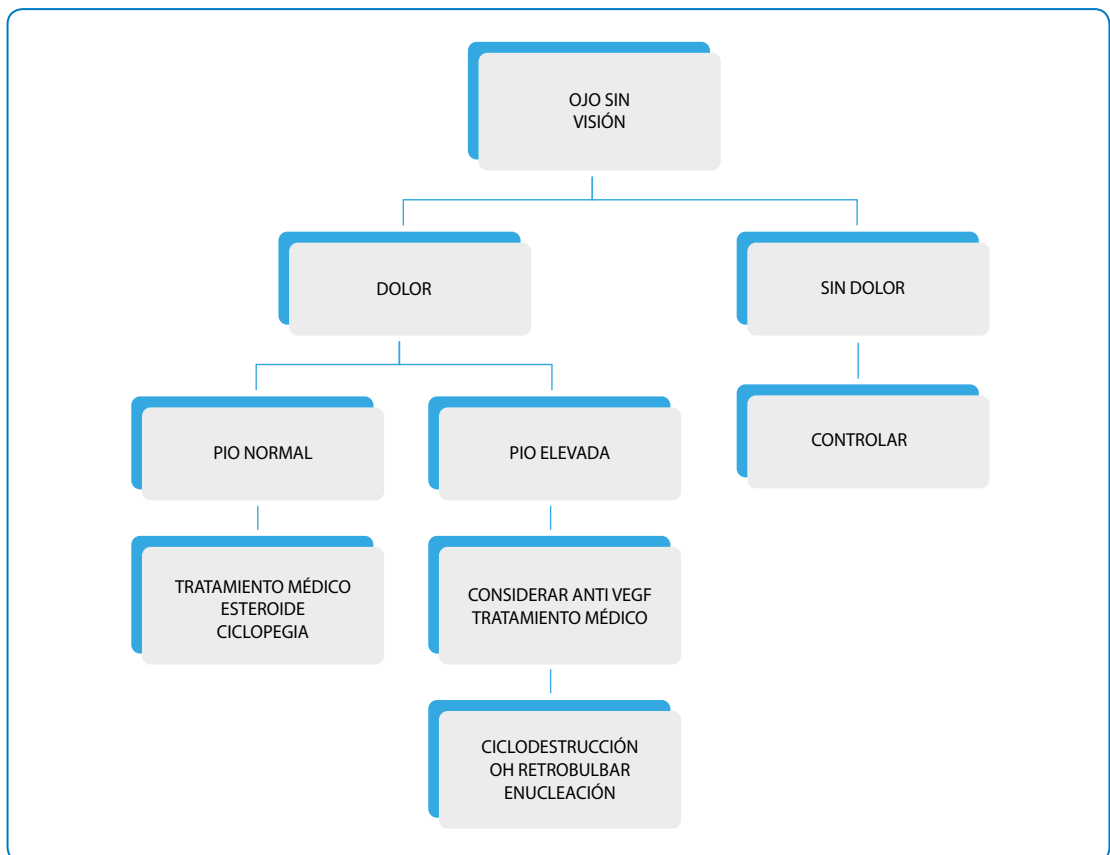 OJO SIN
VISIÓN
DOLOR
SIN DOLOR
PIO NORMAL
PIO ELEVADA
CONTROLAR
TRATAMIENTO MÉDICO
ESTEROIDE
CICLOPEGIA
CONSIDERAR ANTI VEGF
TRATAMIENTO MÉDICO
CICLODESTRUCCIÓN
OH RETROBULBAR
ENUCLEACIÓN